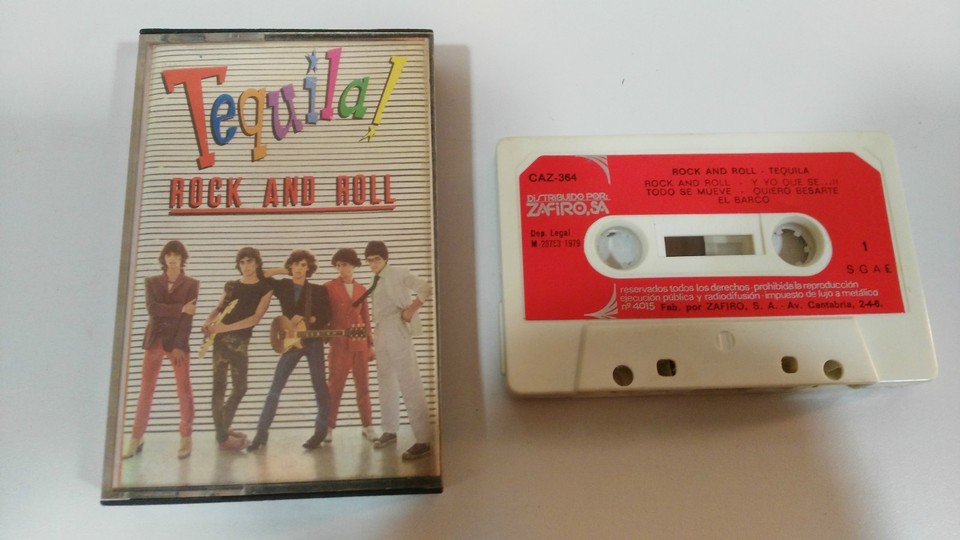 Tequila!
ROCK AND ROLL
CAZ-364
DISTRIBUIDO POR:
ZAFIRO, SA
Dep. Legal
M-20753 1979
ROCK AND ROLL - TEQUILA
ROCK AND ROLL - Y YO QUE SE...!!
TODO SE MUEVE - QUIERO BESARTE
EL BARCO
1
S G A E
reservados todos los derechos - prohibida la reproducción
ejecución pública y radiodifusión - impuesto de lujo a metálico
nº 4015 Fab. por ZAFIRO, S. A. - Av. Cantabria, 2-4-6.